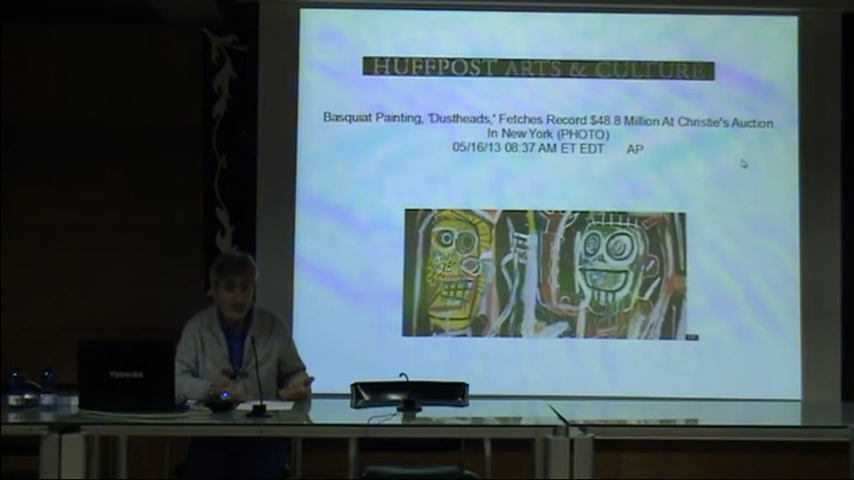 HUFFPOST ARTS & CULTURE
Basquiat Painting, 'Dustheads,' Fetches Record $48.8 Million At Christie's Auction
In New York (PHOTO)
05/16/13 08:37 AM ET EDT AP
TOSHIBA